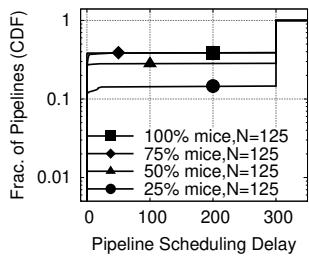 Frac. of Pipelines (CDF)
1
0.1
0.01
100% mice,N=125
75% mice,N=125
50% mice,N=125
25% mice,N=125
0 100 200 300
Pipeline Scheduling Delay